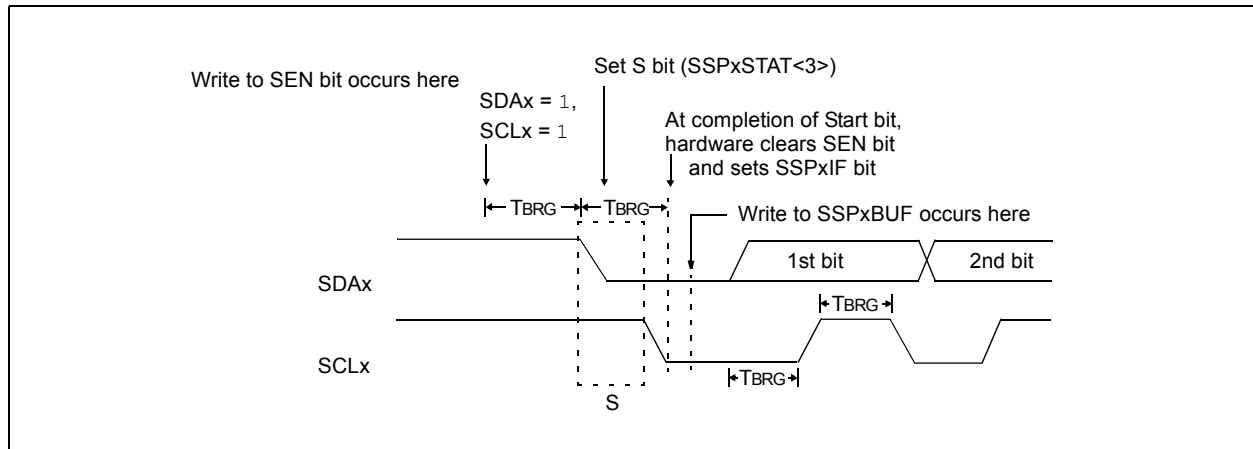 Write to SEN bit occurs here
Set S bit (SSPxSTAT<3>)
SDAx = 1,
SCLx = 1
At completion of Start bit,
hardware clears SEN bit
and sets SSPxIF bit
TBRG
TBRG
Write to SSPxBUF occurs here
SDAx
1st bit
2nd bit
TBRG
SCLx
TBRG
S